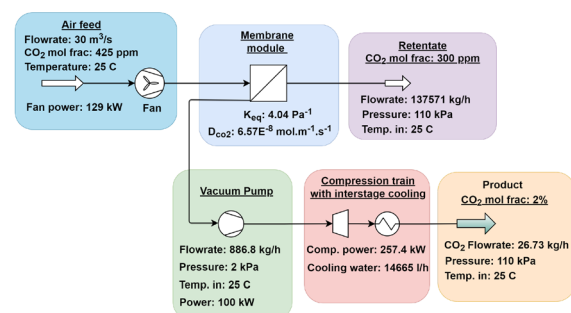 Air feed
Flowrate: 30 m³/s
CO₂ mol frac: 425 ppm
Temperature: 25 C
Fan power: 129 kW
Fan
Membrane
module
Keq: 4.04 Pa⁻¹
Dco2: 6.57E⁻⁸ mol.m⁻¹.s⁻¹
Retentate
CO₂ mol frac: 300 ppm
Flowrate: 137571 kg/h
Pressure: 110 kPa
Temp. in: 25 C
Vacuum Pump
Flowrate: 886.8 kg/h
Pressure: 2 kPa
Temp. in: 25 C
Power: 100 kW
Compression train
with interstage cooling
Comp. power: 257.4 kW
Cooling water: 14665 l/h
Product
CO₂ mol frac: 2%
CO₂ Flowrate: 26.73 kg/h
Pressure: 110 kPa
Temp. in: 25 C